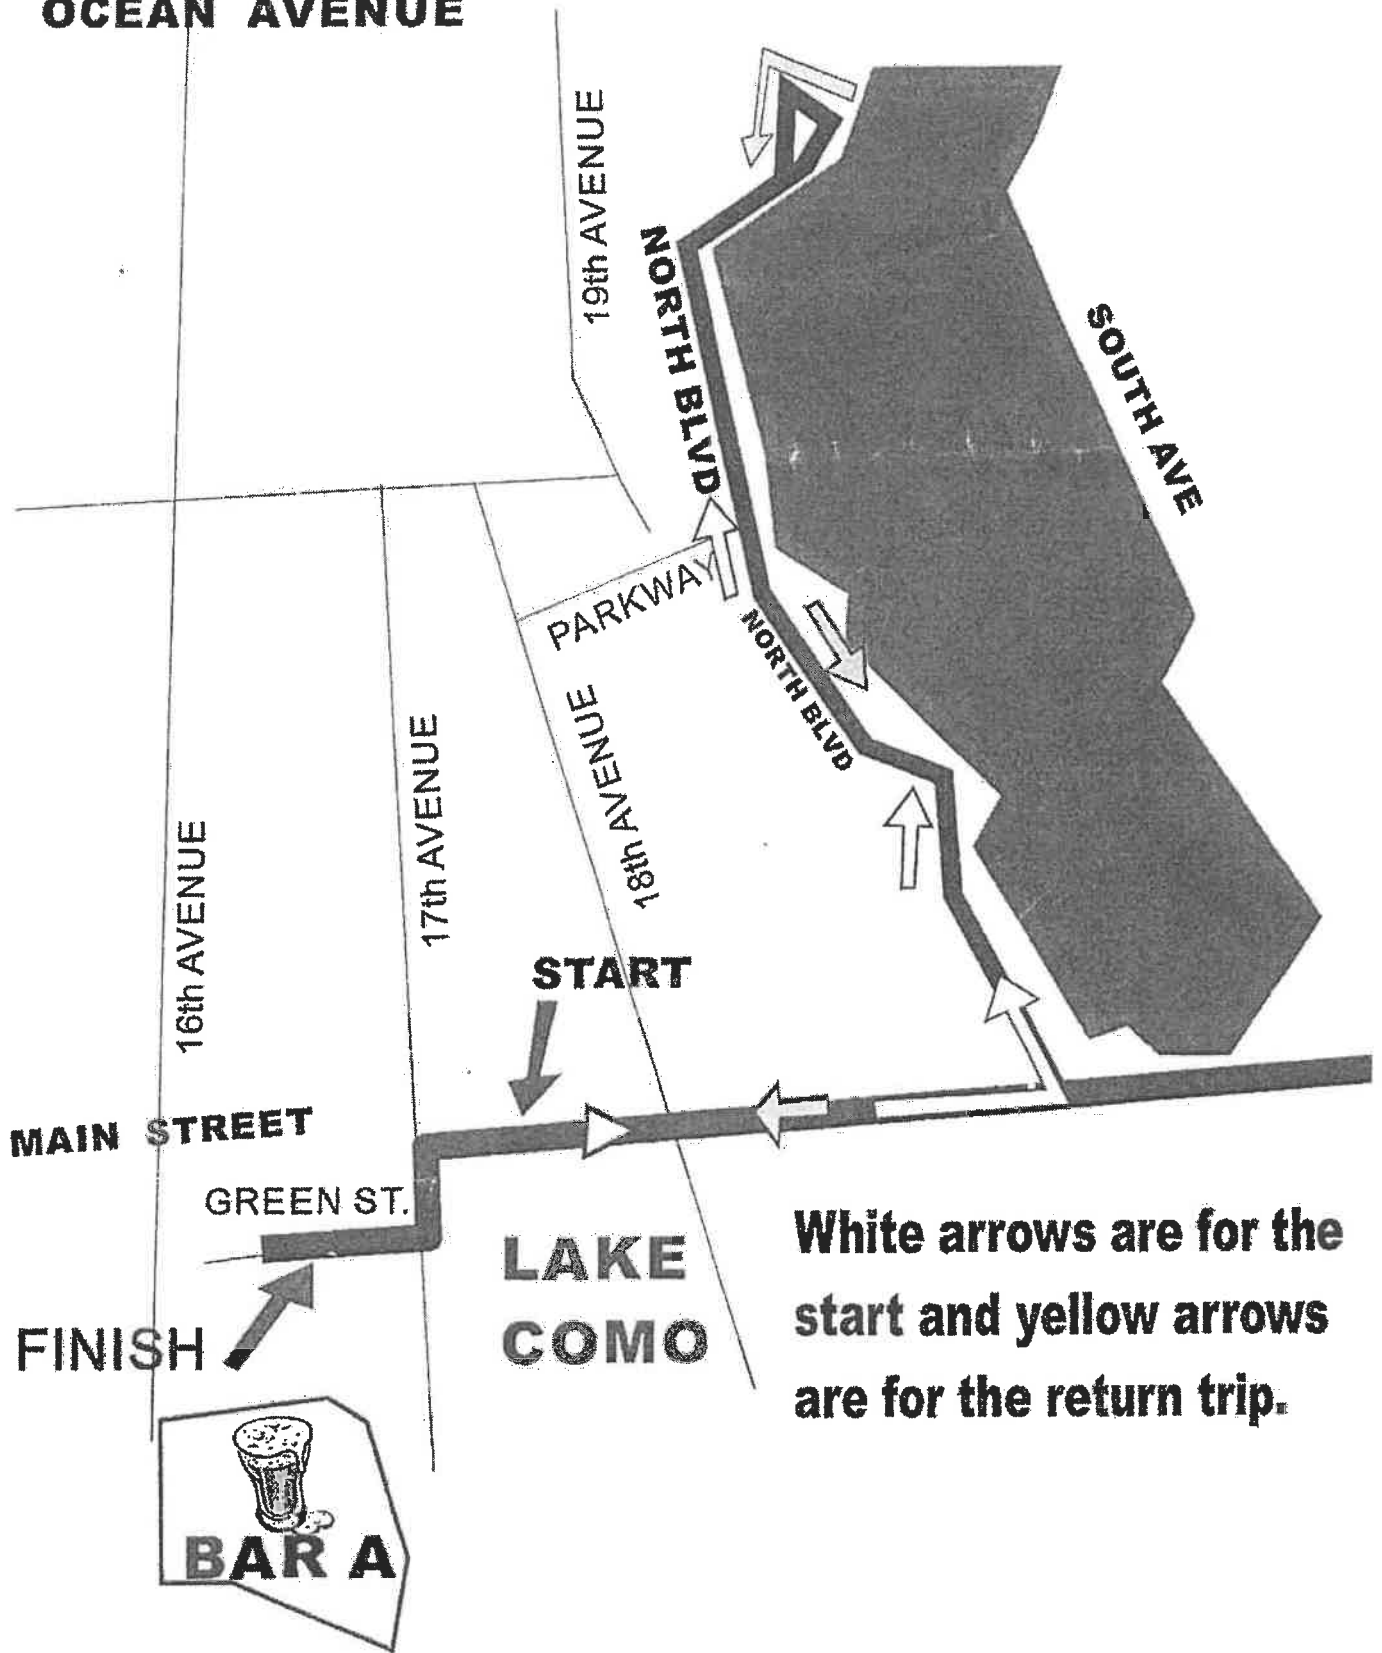 OCEAN AVENUE
19th AVENUE
NORTH BLVD
SOUTH AVE
PARKWAY
NORTH BLVD
18th AVENUE
17th AVENUE
16th AVENUE
START
MAIN STREET
GREEN ST.
FINISH
LAKE
COMO
White arrows are for the
start and yellow arrows
are for the return trip.
BAR A